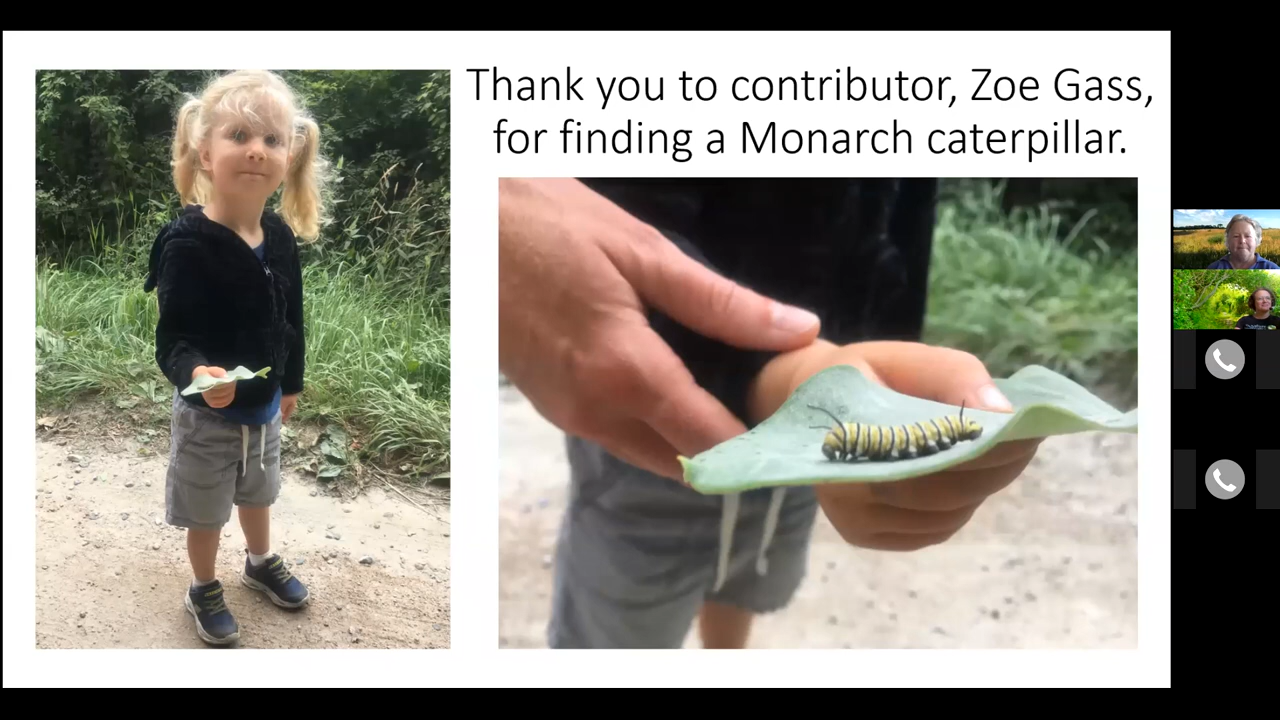 Thank you to contributor, Zoe Gass,
for finding a Monarch caterpillar.